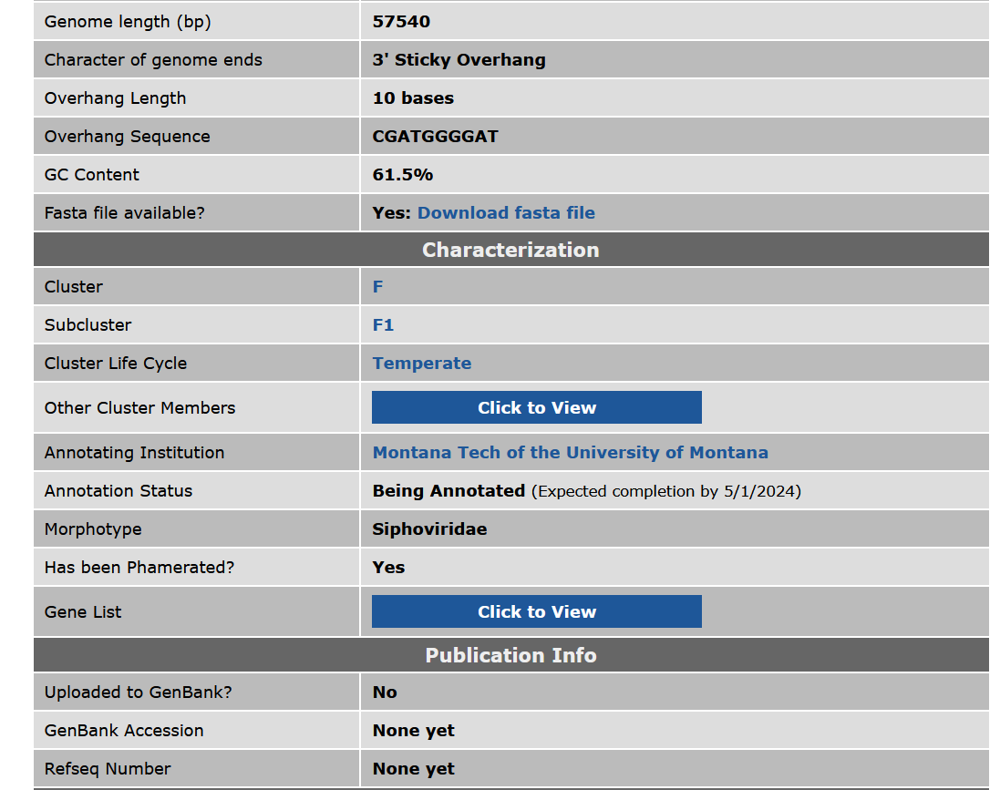 Genome length (bp) 57540
Character of genome ends 3' Sticky Overhang
Overhang Length 10 bases
Overhang Sequence CGATGGGGAT
GC Content 61.5%
Fasta file available? Yes: Download fasta file
Characterization
Cluster F
Subcluster F1
Cluster Life Cycle Temperate
Other Cluster Members Click to View
Annotating Institution Montana Tech of the University of Montana
Annotation Status Being Annotated (Expected completion by 5/1/2024)
Morphotype Siphoviridae
Has been Phamerated? Yes
Gene List Click to View
Publication Info
Uploaded to GenBank? No
GenBank Accession None yet
Refseq Number None yet